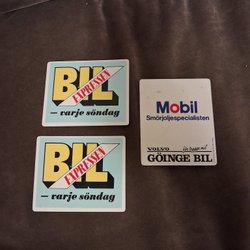 BIL
EXPRESSEN
– varje söndag
BIL
EXPRESSEN
– varje söndag
Mobil
Smörjoljespecialisten
VOLVO
GÖINGE BIL